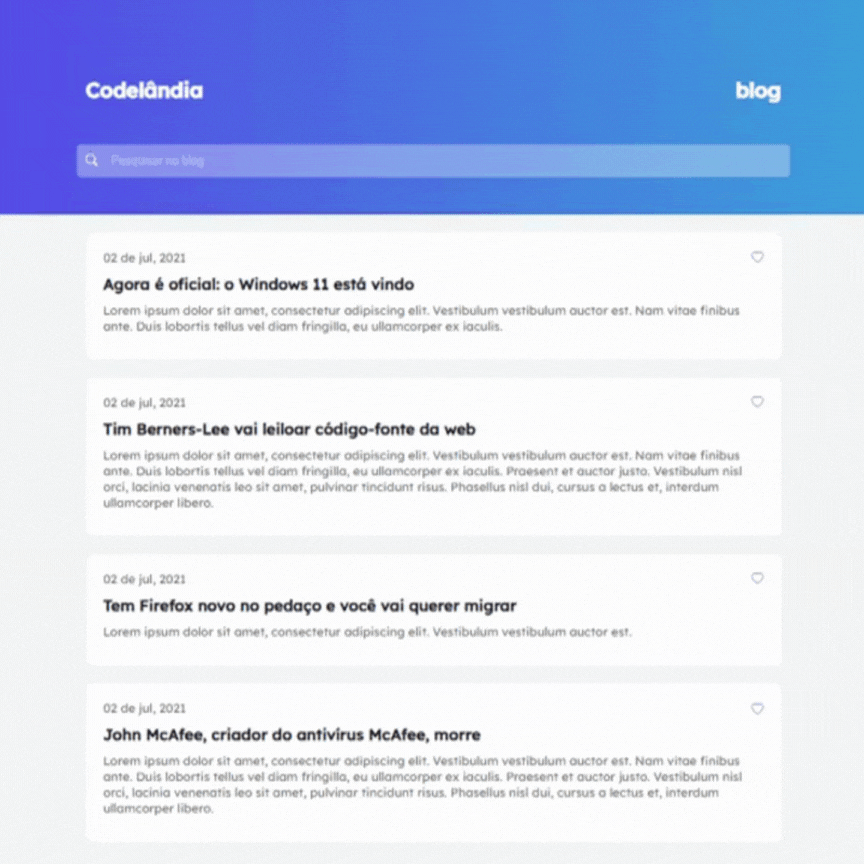 Codelândia
blog
Pesquisar no blog
02 de jul, 2021
Agora é oficial: o Windows 11 está vindo
Lorem ipsum dolor sit amet, consectetur adipiscing elit. Vestibulum vestibulum auctor est. Nam vitae finibus
ante. Duis lobortis tellus vel diam fringilla, eu ullamcorper ex iaculis.
02 de jul, 2021
Tim Berners-Lee vai leiloar código-fonte da web
Lorem ipsum dolor sit amet, consectetur adipiscing elit. Vestibulum vestibulum auctor est. Nam vitae finibus
ante. Duis lobortis tellus vel diam fringilla, eu ullamcorper ex iaculis. Praesent et auctor justo. Vestibulum nisl
orci, lacinia venenatis leo sit amet, pulvinar tincidunt risus. Phasellus nisl dui, cursus a lectus et, interdum
ullamcorper libero.
02 de jul, 2021
Tem Firefox novo no pedaço e você vai querer migrar
Lorem ipsum dolor sit amet, consectetur adipiscing elit. Vestibulum vestibulum auctor est.
02 de jul, 2021
John McAfee, criador do antivírus McAfee, morre
Lorem ipsum dolor sit amet, consectetur adipiscing elit. Vestibulum vestibulum auctor est. Nam vitae finibus
ante. Duis lobortis tellus vel diam fringilla, eu ullamcorper ex iaculis. Praesent et auctor justo. Vestibulum nisl
orci, lacinia venenatis leo sit amet, pulvinar tincidunt risus. Phasellus nisl dui, cursus a lectus et, interdum
ullamcorper libero.